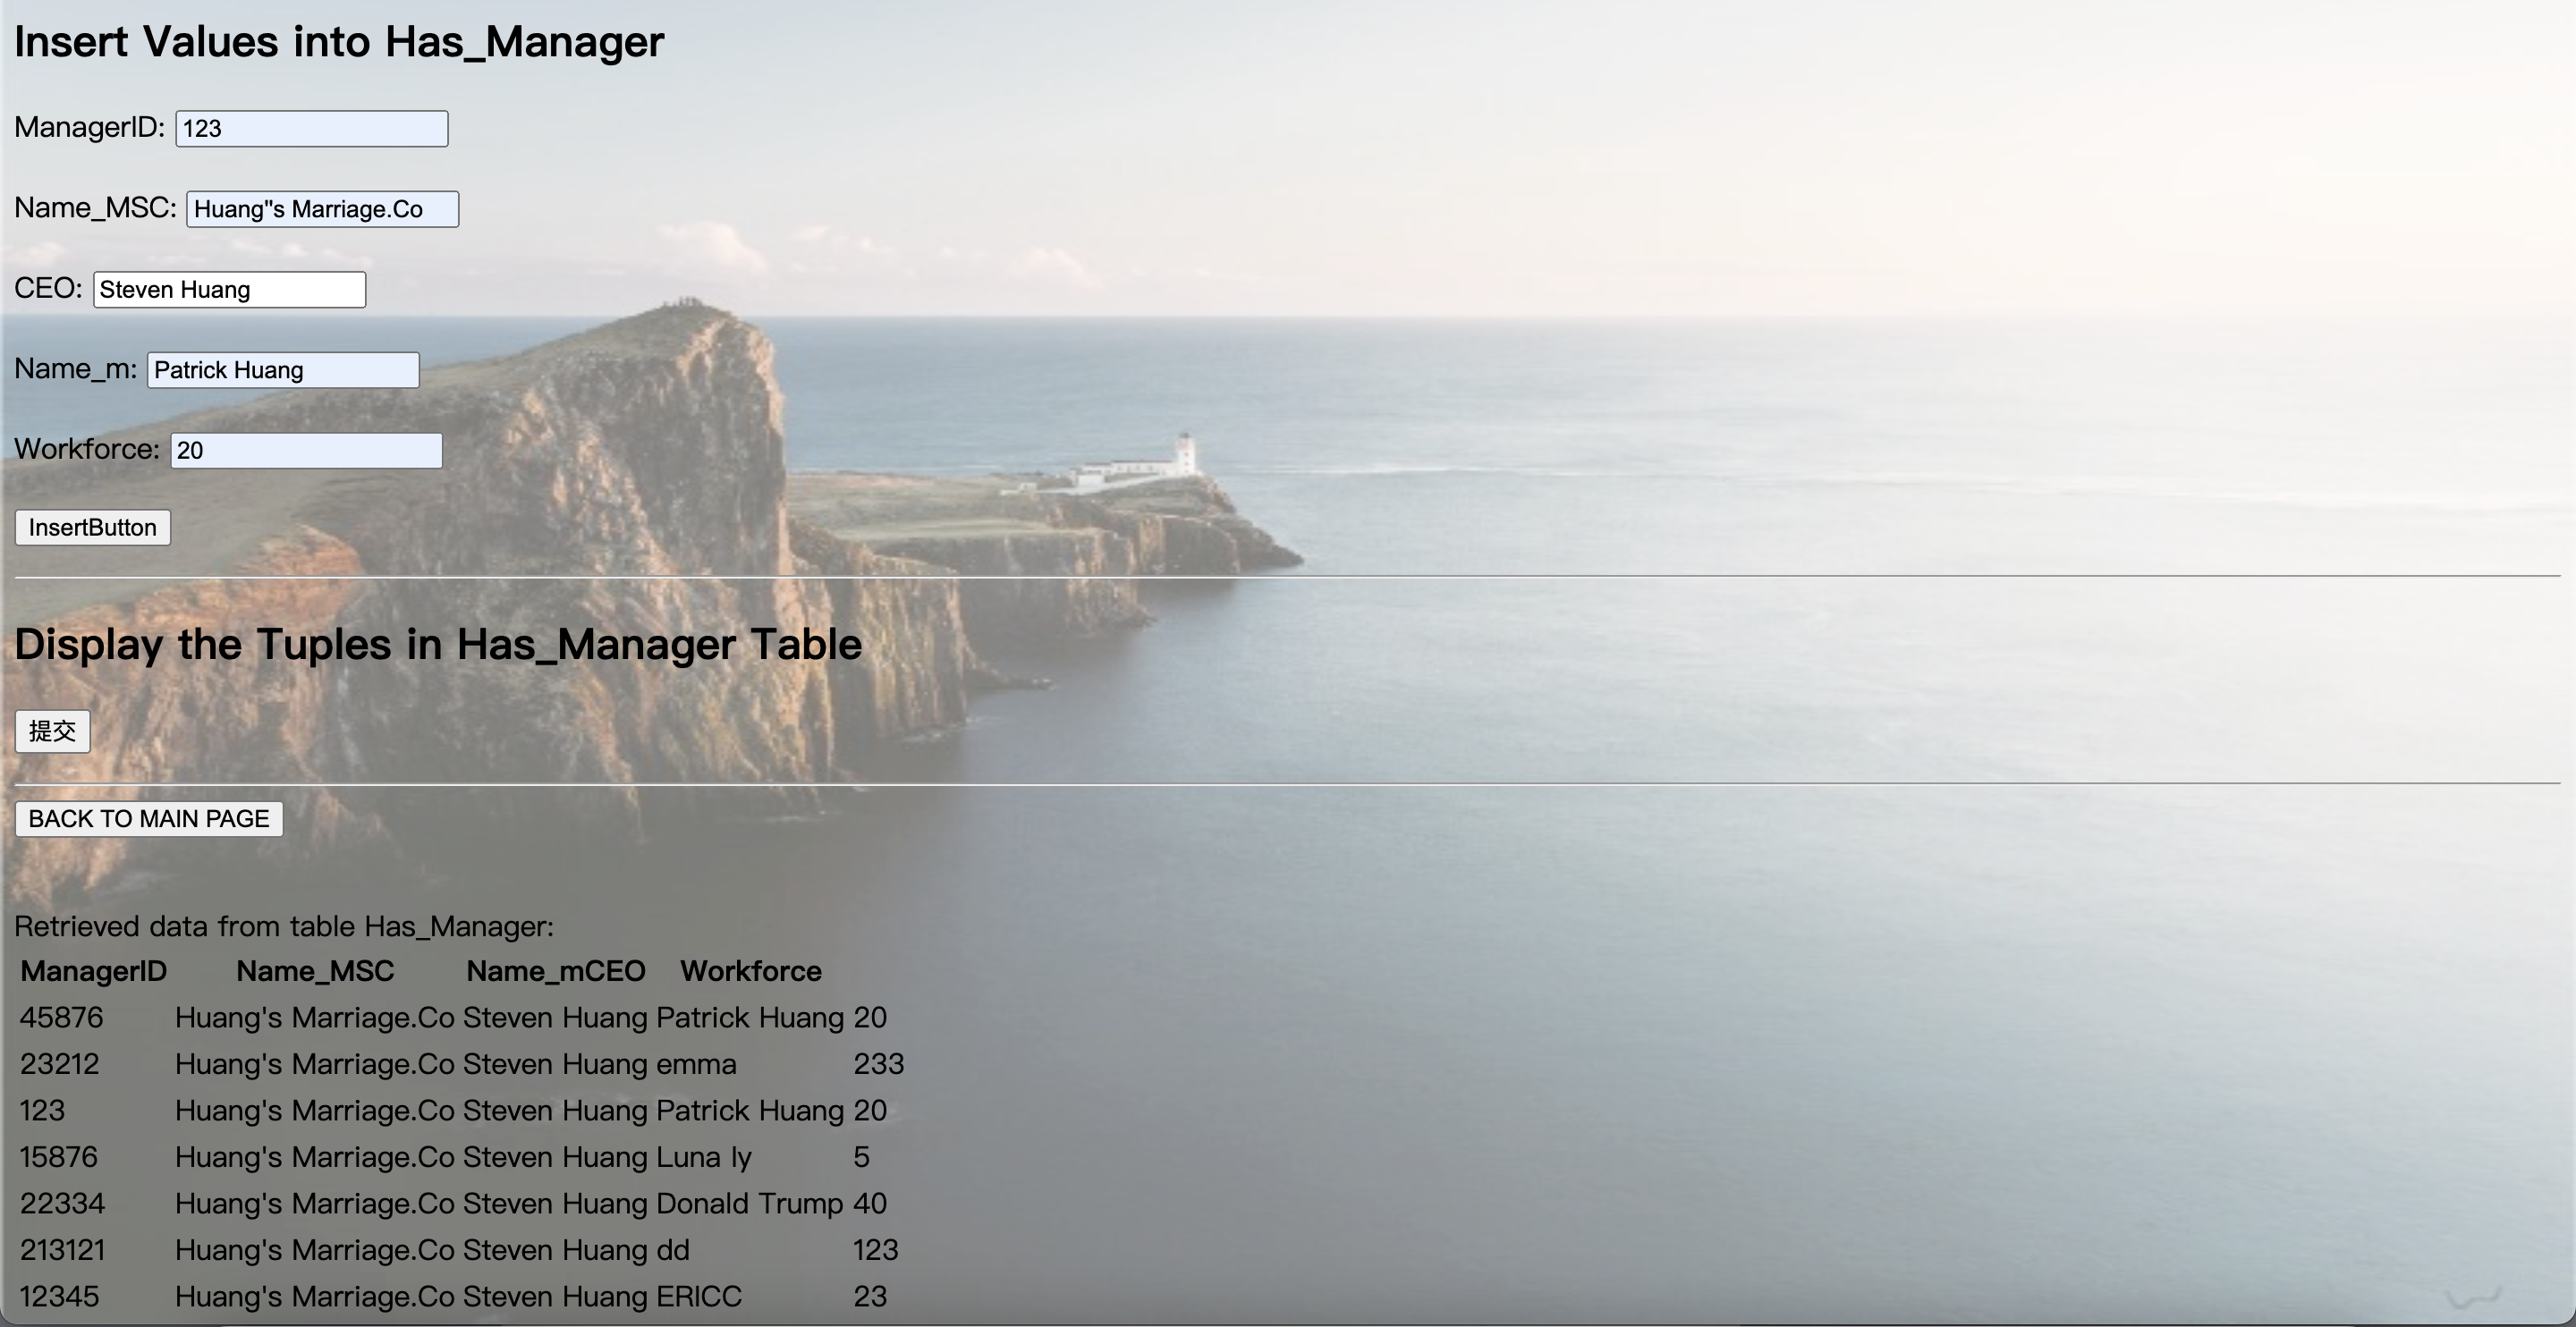 Insert Values into Has_Manager
ManagerID: 123
Name_MSC: Huang''s Marriage.Co
CEO: Steven Huang
Name_m: Patrick Huang
Workforce: 20
InsertButton
Display the Tuples in Has_Manager Table
提交
BACK TO MAIN PAGE
Retrieved data from table Has_Manager:
ManagerID Name_MSC Name_mCEO Workforce
45876 Huang's Marriage.Co Steven Huang Patrick Huang 20
23212 Huang's Marriage.Co Steven Huang emma 233
123 Huang's Marriage.Co Steven Huang Patrick Huang 20
15876 Huang's Marriage.Co Steven Huang Luna ly 5
22334 Huang's Marriage.Co Steven Huang Donald Trump 40
213121 Huang's Marriage.Co Steven Huang dd 123
12345 Huang's Marriage.Co Steven Huang ERICC 23